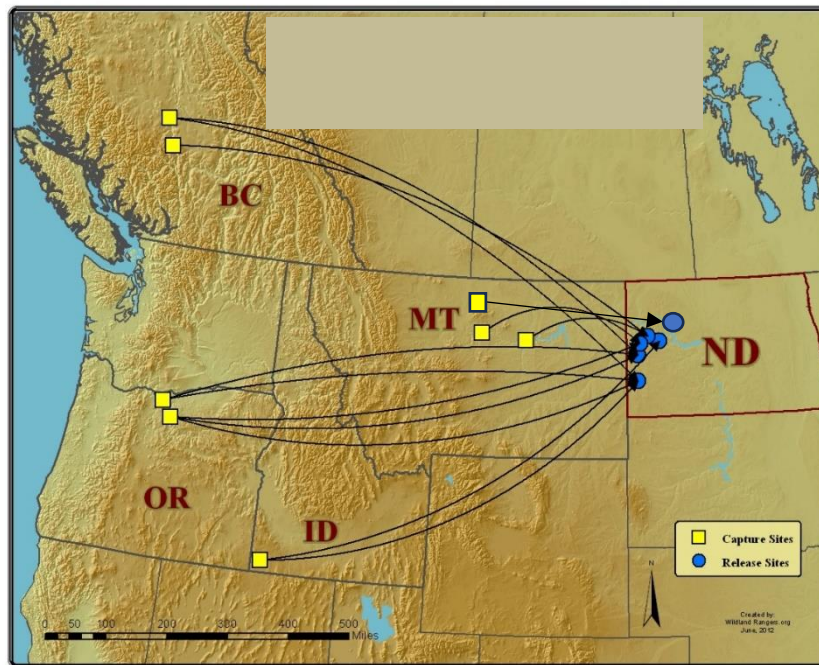 BC
MT
ND
OR
ID
Capture Sites
Release Sites
N
0 50 100 200 300 400 500
Miles
Created by:
Wildland Rangers.org
June, 2012